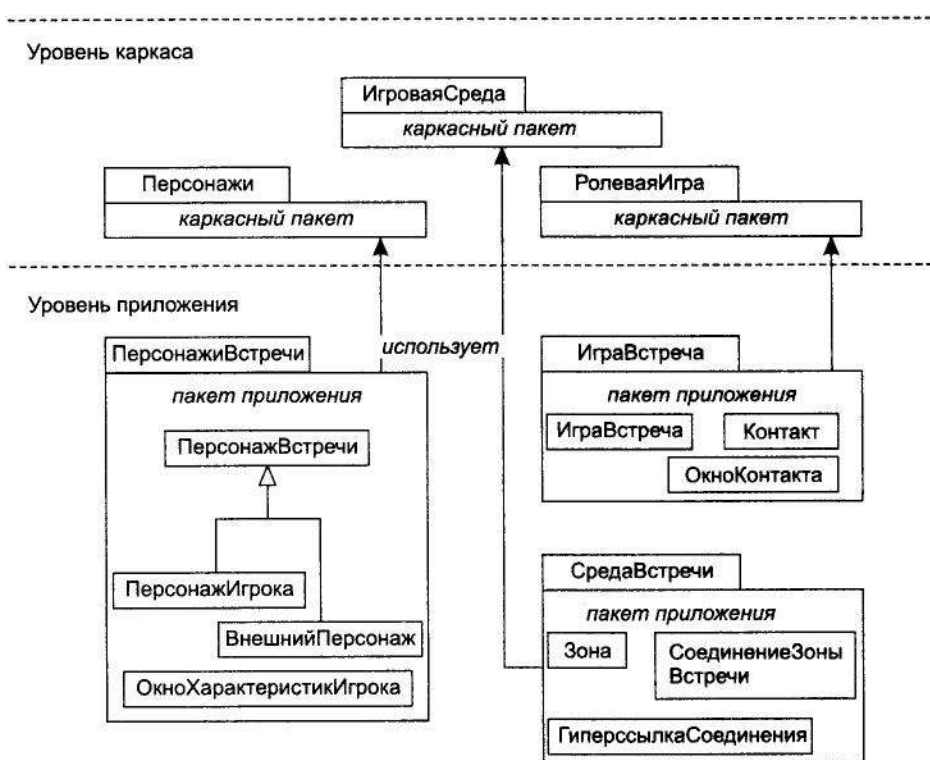 Уровень каркаса
ИгроваяСреда
каркасный пакет
Персонажи
каркасный пакет
РолеваяИгра
каркасный пакет
Уровень приложения
использует
ПерсонажиВстречи
пакет приложения
ПерсонажВстречи
ПерсонажИгрока
ВнешнийПерсонаж
ОкноХарактеристикИгрока
ИграВстреча
пакет приложения
ИграВстреча
Контакт
ОкноКонтакта
СредаВстречи
пакет приложения
Зона
СоединениеЗоны
Встречи
ГиперссылкаСоединения